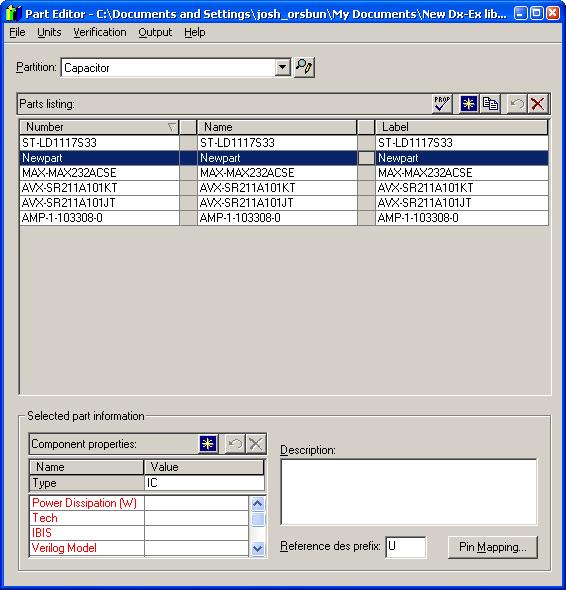 Part Editor - C:\Documents and Settings\josh_orsbun\My Documents\New Dx-Ex lib...
File Units Verification Output Help
Partition: Capacitor
Parts listing: PROP
Number Name Label
ST-LD1117S33 ST-LD1117S33 ST-LD1117S33
Newpart Newpart Newpart
MAX-MAX232ACSE MAX-MAX232ACSE MAX-MAX232ACSE
AVX-SR211A101KT AVX-SR211A101KT AVX-SR211A101KT
AVX-SR211A101JT AVX-SR211A101JT AVX-SR211A101JT
AMP-1-103308-0 AMP-1-103308-0 AMP-1-103308-0
Selected part information
Component properties:
Name Value
Type IC
Power Dissipation (W)
Tech
IBIS
Verilog Model
Description:
Reference des prefix: U
Pin Mapping...